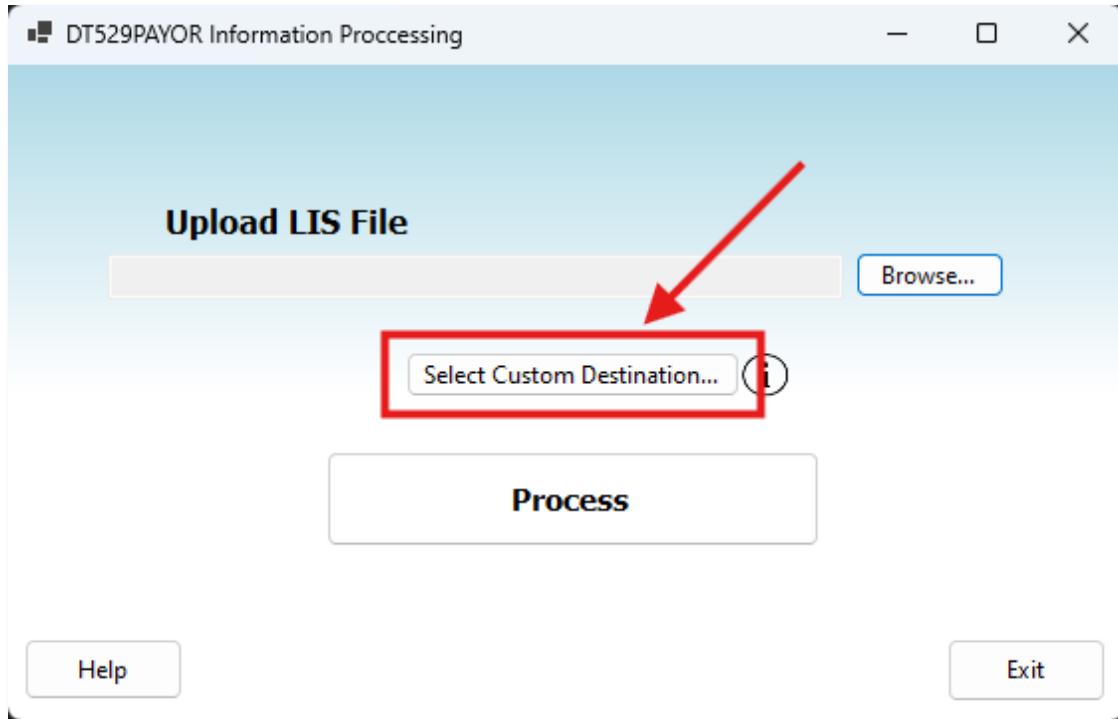 DT529PAYOR Information Proccessing
Upload LIS File
Browse...
Select Custom Destination...
i
Process
Help
Exit